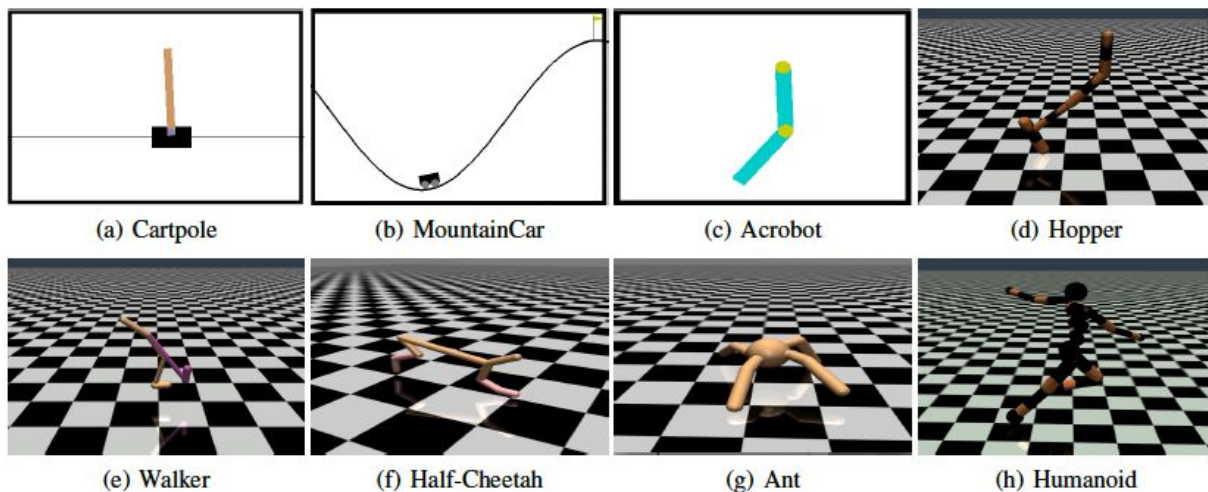 (a) Cartpole
(b) MountainCar
(c) Acrobot
(d) Hopper
(e) Walker
(f) Half-Cheetah
(g) Ant
(h) Humanoid